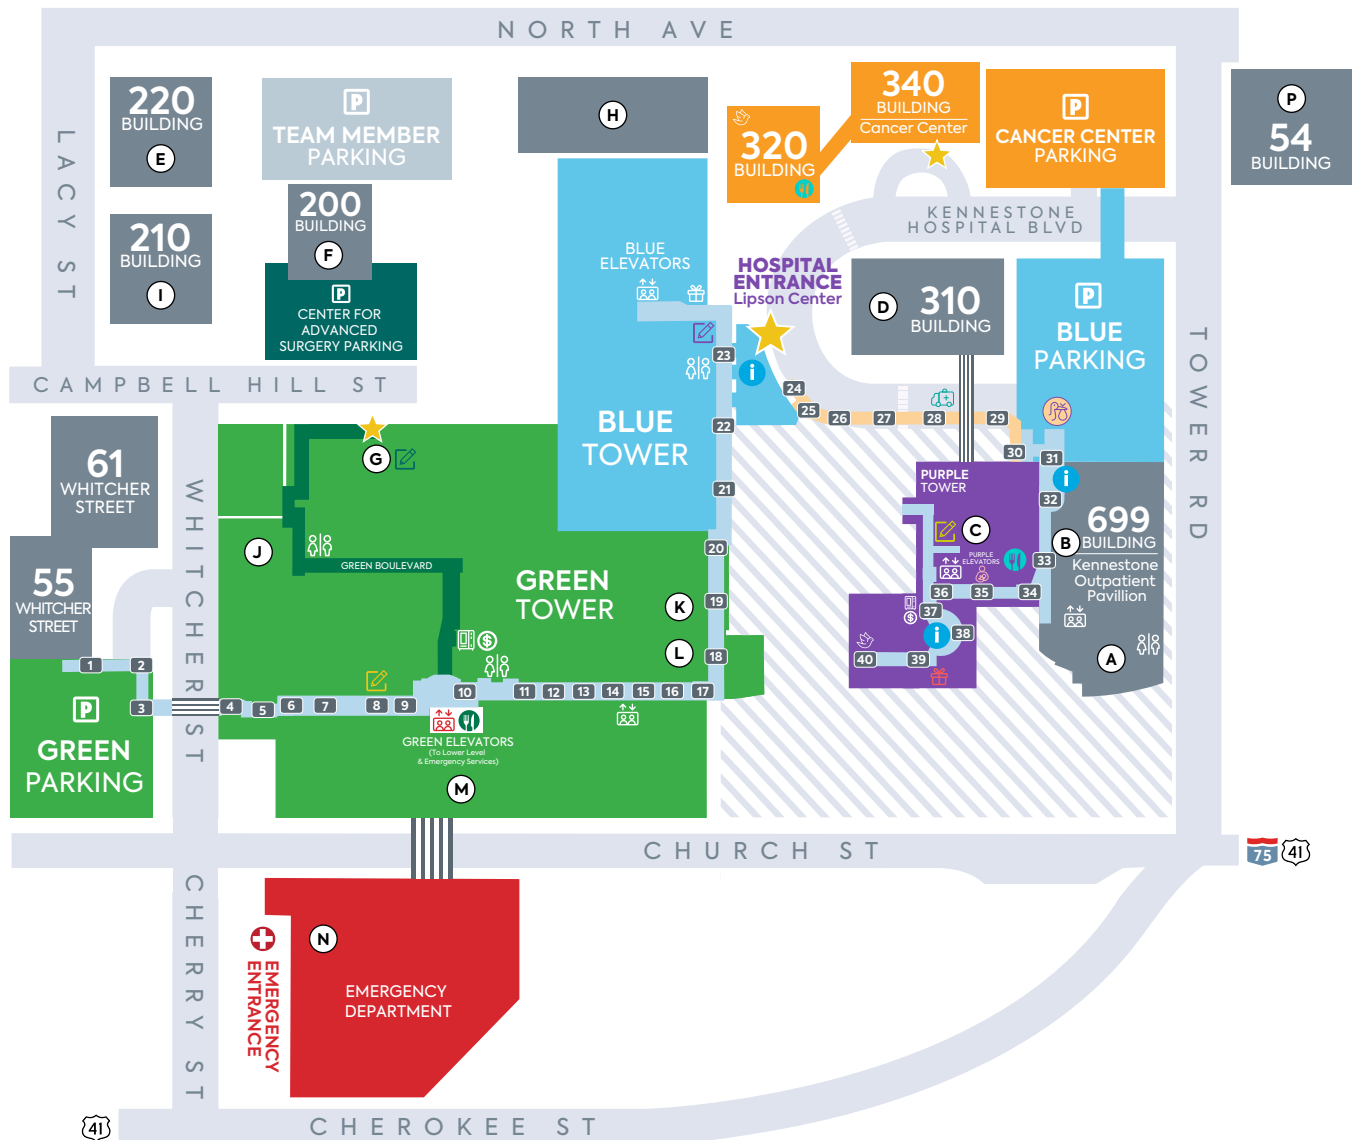 NORTH AVE
LACY ST
220
BUILDING
E
P
TEAM MEMBER
PARKING
H
320
BUILDING
340
BUILDING
Cancer Center
P
CANCER CENTER
PARKING
P
54
BUILDING
210
BUILDING
I
200
BUILDING
F
P
CENTER FOR
ADVANCED
SURGERY PARKING
BLUE
ELEVATORS
HOSPITAL
ENTRANCE
Lipson Center
KENNESTONE
HOSPITAL BLVD
D
310
BUILDING
P
BLUE
PARKING
TOWER RD
CAMPBELL HILL ST
23
i
24
25
26
27
28
29
30
31
i
32
22
21
BLUE
TOWER
G
61
WHITCHER
STREET
WHITCHER ST
J
GREEN BOULEVARD
PURPLE
TOWER
C
PURPLE
ELEVATORS
B
699
BUILDING
Kennestone
Outpatient
Pavillion
33
34
35
36
37
38
i
39
40
A
55
WHITCHER
STREET
GREEN
TOWER
20
K
19
L
18
$
$
1
2
3
4
5
6
7
8
9
10
11
12
13
14
15
16
17
P
GREEN
PARKING
GREEN ELEVATORS
(To Lower Level
& Emergency Services)
M
CHURCH ST
75
41
CHERRY ST
N
EMERGENCY
ENTRANCE
EMERGENCY
DEPARTMENT
41
CHEROKEE ST